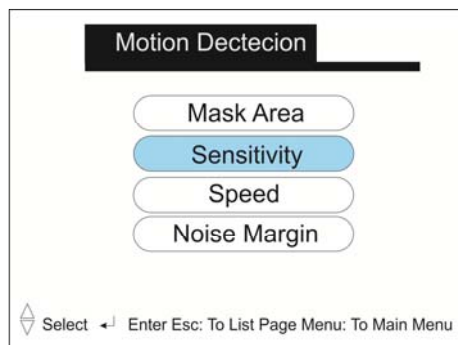 Motion Dectecion
Mask Area
Sensitivity
Speed
Noise Margin
Select Enter Esc: To List Page Menu: To Main Menu